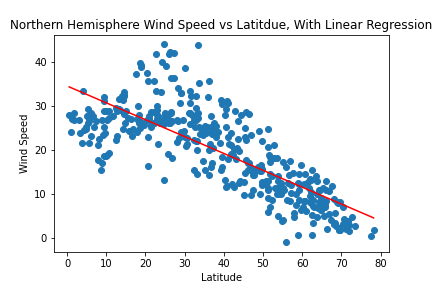 Northern Hemisphere Wind Speed vs Latitdue, With Linear Regression
40
30
20
10
0
Wind Speed
0 10 20 30 40 50 60 70 80
Latitude